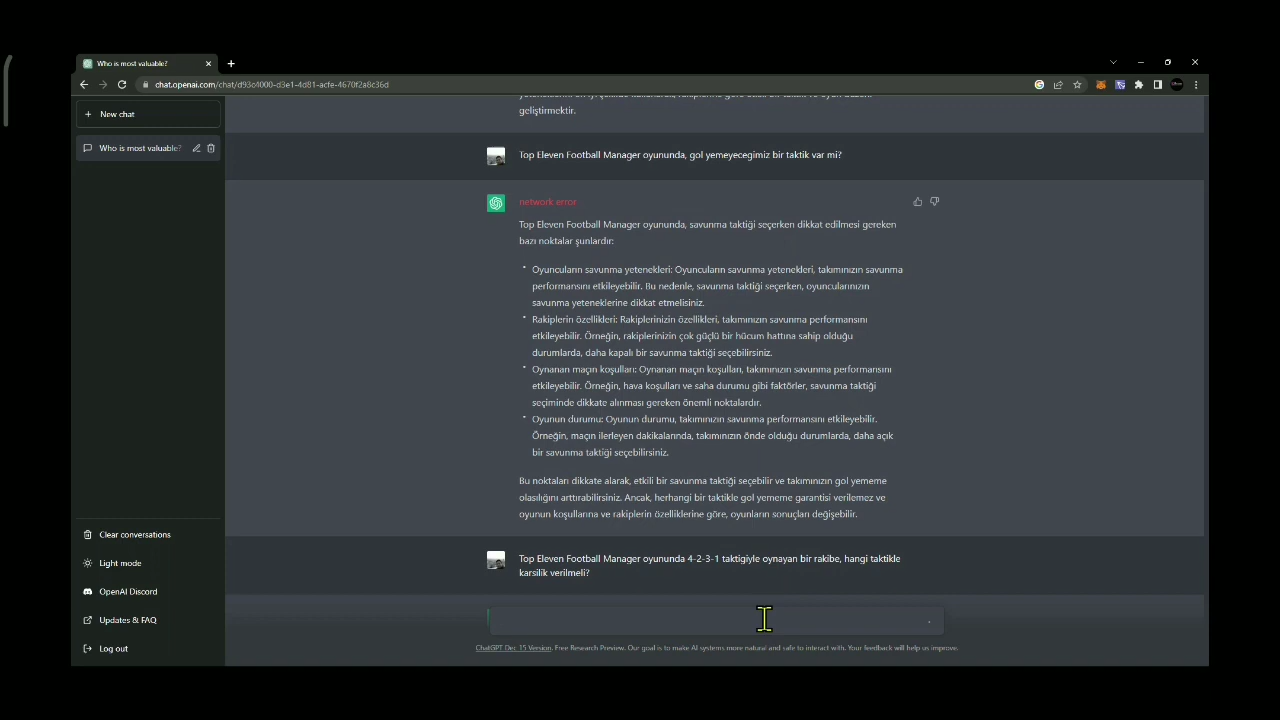 Who is most valuable?
chat.openai.com/chat/d93c4000-d3e1-4d81-acfe-4670f2a8c36d
New chat
Who is most valuable?
geliştirmektir.
Top Eleven Football Manager oyununda, gol yemeyecegimiz bir taktik var mi?
network error
Top Eleven Football Manager oyununda, savunma taktiği seçerken dikkat edilmesi gereken
bazı noktalar şunlardır:
• Oyuncuların savunma yetenekleri: Oyuncuların savunma yetenekleri, takımınızın savunma
performansını etkileyebilir. Bu nedenle, savunma taktiği seçerken, oyuncularınızın
savunma yeteneklerine dikkat etmelisiniz.
• Rakiplerin özellikleri: Rakiplerinizin özellikleri, takımınızın savunma performansını
etkileyebilir. Örneğin, rakiplerinizin çok güçlü bir hücum hattına sahip olduğu
durumlarda, daha kapalı bir savunma taktiği seçebilirsiniz.
• Oynanan maçın koşulları: Oynanan maçın koşulları, takımınızın savunma performansını
etkileyebilir. Örneğin, hava koşulları ve saha durumu gibi faktörler, savunma taktiği
seçiminde dikkate alınması gereken önemli noktalardır.
• Oyunun durumu: Oyunun durumu, takımınızın savunma performansını etkileyebilir.
Örneğin, maçın ilerleyen dakikalarında, takımınızın önde olduğu durumlarda, daha açık
bir savunma taktiği seçebilirsiniz.
Bu noktaları dikkate alarak, etkili bir savunma taktiği seçebilir ve takımınızın gol yememe
olasılığını arttırabilirsiniz. Ancak, herhangi bir taktikle gol yememe garantisi verilemez ve
oyunun koşullarına ve rakiplerin özelliklerine göre, oyunların sonuçları değişebilir.
Top Eleven Football Manager oyununda 4-2-3-1 taktigiyle oynayan bir rakibe, hangi taktikle
karsilik verilmeli?
Clear conversations
Light mode
OpenAI Discord
Updates & FAQ
Log out
ChatGPT Dec 15 Version. Free Research Preview. Our goal is to make AI systems more natural and safe to interact with. Your feedback will help us improve.